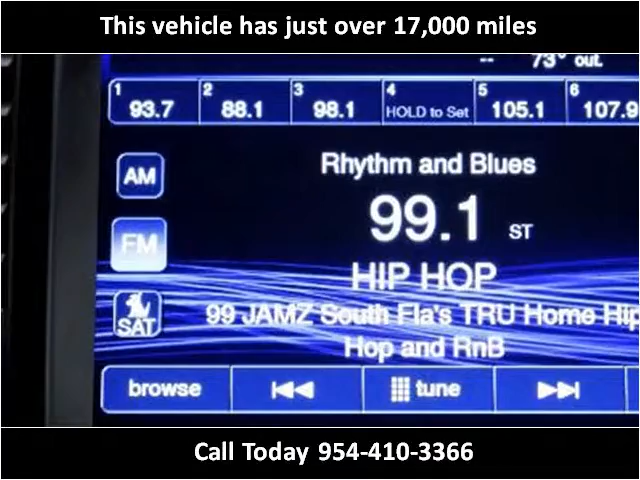 This vehicle has just over 17,000 miles
-- 73° out.
1 2 3 4 5 6
93.7 88.1 98.1 HOLD to Set 105.1 107.9
Rhythm and Blues
AM
99.1 ST
FM
HIP HOP
SAT
99 JAMZ South Fla's TRU Home Hip
Hop and RnB
browse tune
Call Today 954-410-3366